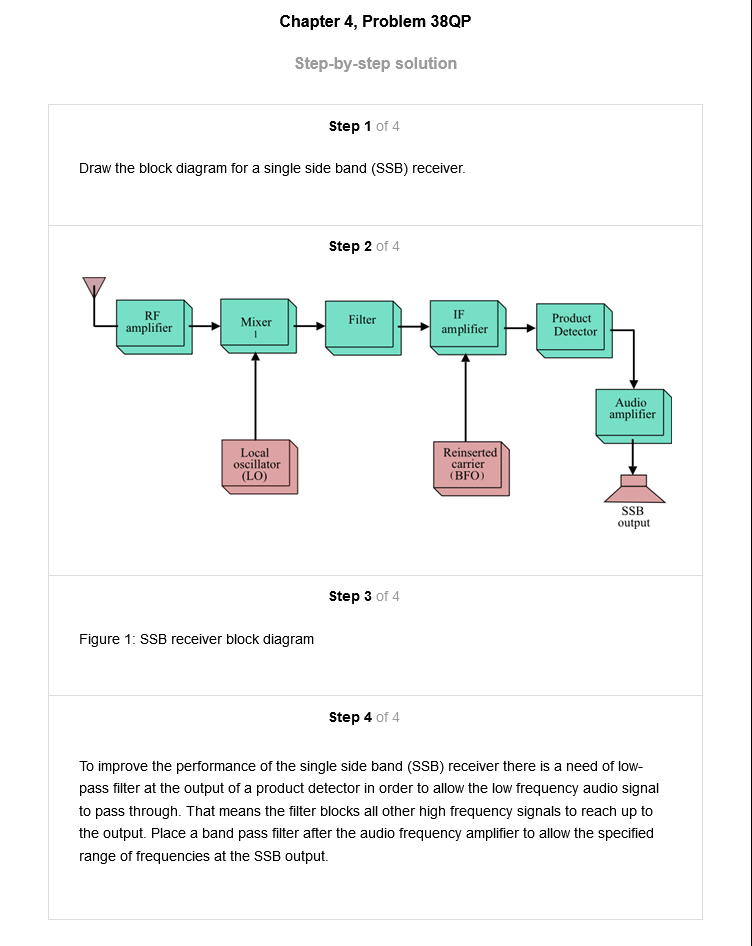 Chapter 4, Problem 38QP
Step-by-step solution
Step 1 of 4
Draw the block diagram for a single side band (SSB) receiver.
Step 2 of 4
RF
amplifier
Mixer
1
Filter
IF
amplifier
Product
Detector
Audio
amplifier
Local
oscillator
(LO)
Reinserted
carrier
(BFO)
SSB
output
Step 3 of 4
Figure 1: SSB receiver block diagram
Step 4 of 4
To improve the performance of the single side band (SSB) receiver there is a need of low-
pass filter at the output of a product detector in order to allow the low frequency audio signal
to pass through. That means the filter blocks all other high frequency signals to reach up to
the output. Place a band pass filter after the audio frequency amplifier to allow the specified
range of frequencies at the SSB output.